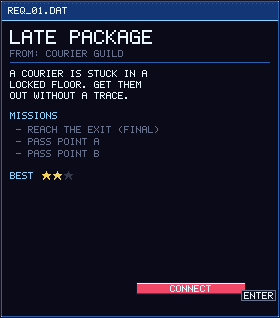 REQ_01.DAT
LATE PACKAGE
FROM: COURIER GUILD
A COURIER IS STUCK IN A
LOCKED FLOOR. GET THEM
OUT WITHOUT A TRACE.
MISSIONS
- REACH THE EXIT (FINAL)
- PASS POINT A
- PASS POINT B
BEST ★★★
CONNECT
ENTER